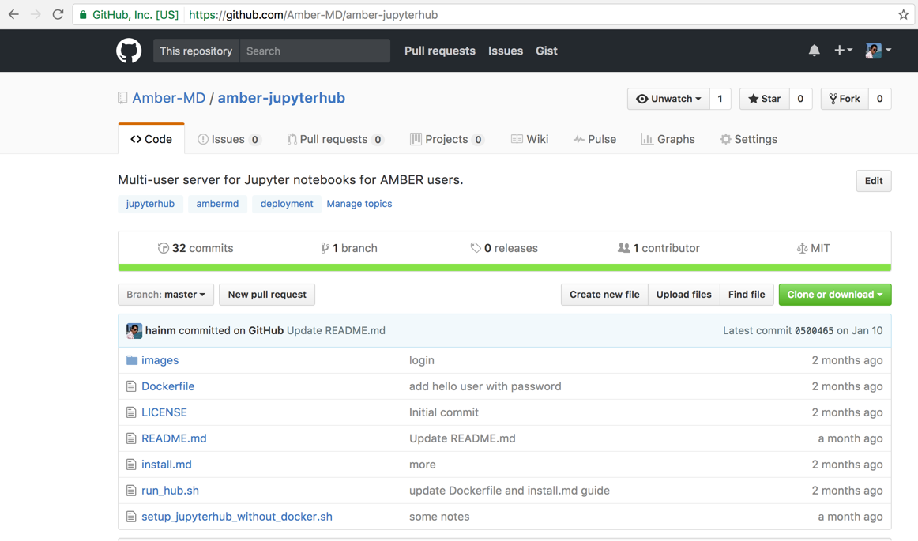 GitHub, Inc. [US] https://github.com/Amber-MD/amber-jupyterhub
This repository Search Pull requests Issues Gist
Amber-MD / amber-jupyterhub Unwatch 1 Star 0 Fork 0
Code Issues 0 Pull requests 0 Projects 0 Wiki Pulse Graphs Settings
Multi-user server for Jupyter notebooks for AMBER users. Edit
jupyterhub ambermd deployment Manage topics
32 commits 1 branch 0 releases 1 contributor MIT
Branch: master New pull request Create new file Upload files Find file Clone or download
hainm committed on GitHub Update README.md Latest commit 0500465 on Jan 10
images login 2 months ago
Dockerfile add hello user with password 2 months ago
LICENSE Initial commit 2 months ago
README.md Update README.md a month ago
install.md more 2 months ago
run_hub.sh update Dockerfile and install.md guide 2 months ago
setup_jupyterhub_without_docker.sh some notes a month ago